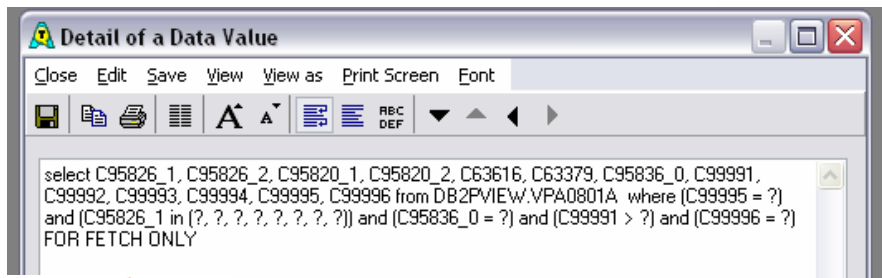 Detail of a Data Value
Close Edit Save View View as Print Screen Font
A A ABC
DEF
select C95826_1, C95826_2, C95820_1, C95820_2, C63616, C63379, C95836_0, C99991,
C99992, C99993, C99994, C99995, C99996 from DB2PVIEW.VPA0801A where (C99995 = ?)
and (C95826_1 in (?, ?, ?, ?, ?, ?, ?, ?)) and (C95836_0 = ?) and (C99991 > ?) and (C99996 = ?)
FOR FETCH ONLY